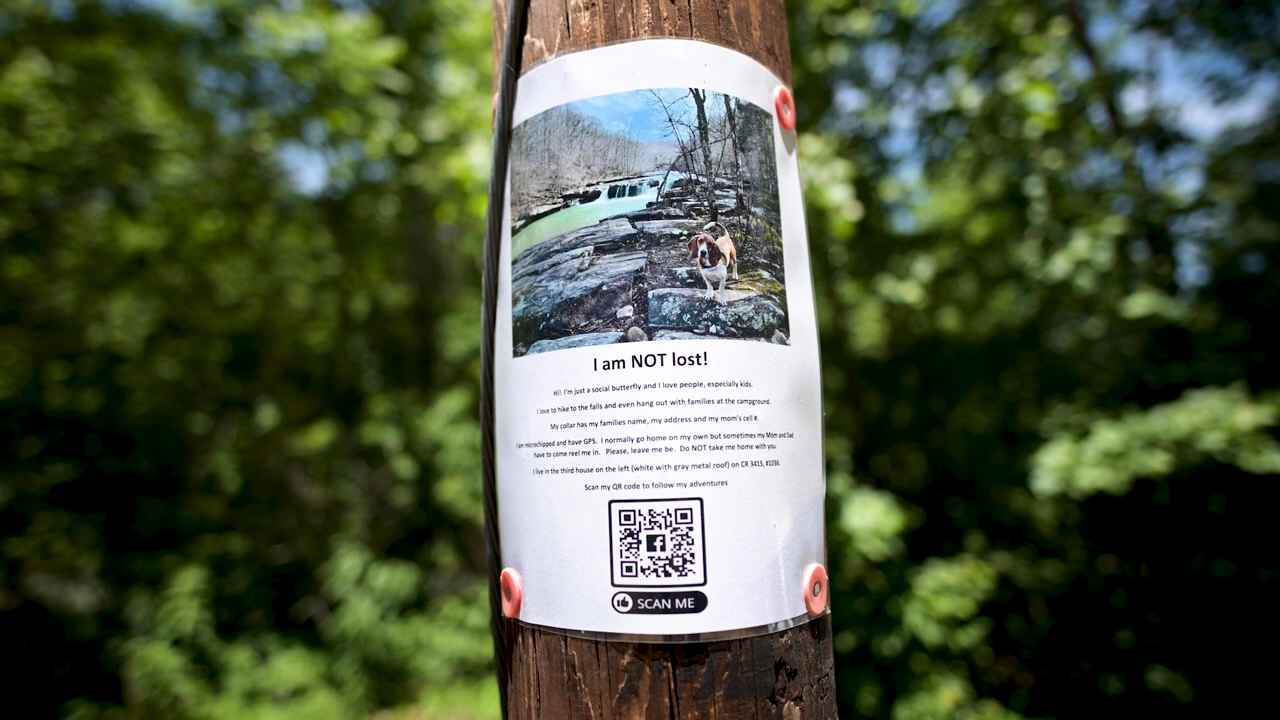 I am NOT lost!
Hi! I'm just a social butterfly and I love people, especially kids.
I love to hike to the falls and even hang out with families at the campground.
My collar has my families name, my address and my mom's cell #.
I am microchipped and have GPS. I normally go home on my own but sometimes my Mom and Dad
have to come reel me in. Please, leave me be. Do NOT take me home with you.
I live in the third house on the left (white with gray metal roof) on CR 3415, #1036.
Scan my QR code to follow my adventures
SCAN ME